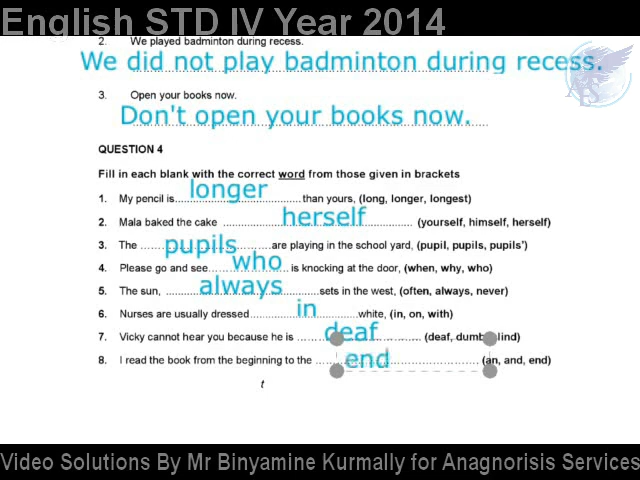 English STD IV Year 2014
2. We played badminton during recess.
We did not play badminton during recess.
3. Open your books now.
Don't open your books now.
QUESTION 4
Fill in each blank with the correct word from those given in brackets
1. My pencil is longer than yours, (long, longer, longest)
2. Mala baked the cake herself (yourself, himself, herself)
3. The pupils are playing in the school yard, (pupil, pupils, pupils')
4. Please go and see who is knocking at the door, (when, why, who)
5. The sun, always sets in the west, (often, always, never)
6. Nurses are usually dressed in white, (in, on, with)
7. Vicky cannot hear you because he is deaf (deaf, dumb, lind)
8. I read the book from the beginning to the end (an, and, end)
t
Video Solutions By Mr Binyamine Kurmally for Anagnorisis Services